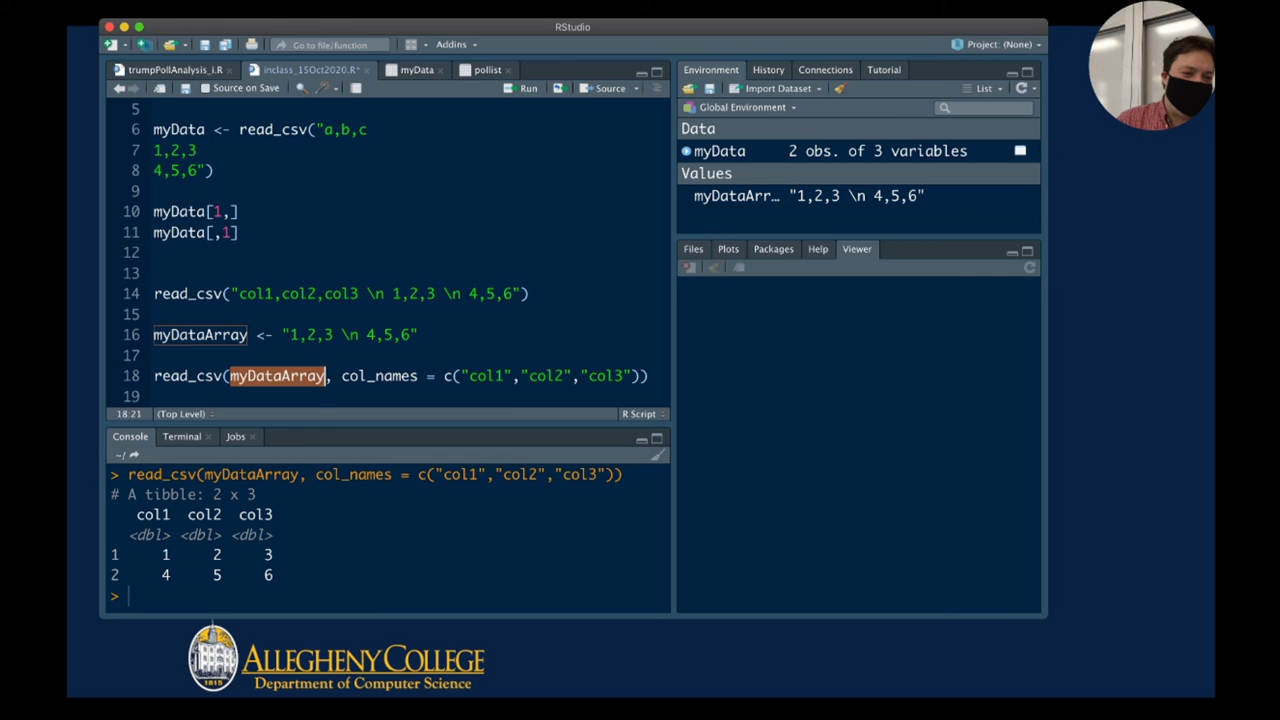 RStudio
Go to file/function
Addins
Project: (None)
trumpPollAnalysis_i.R
inclass_15Oct2020.R*
myData
pollist
Source on Save
Run
Source
5
6 myData <- read_csv("a,b,c
7 1,2,3
8 4,5,6")
9
10 myData[1,]
11 myData[,1]
12
13
14 read_csv("col1,col2,col3 \n 1,2,3 \n 4,5,6")
15
16 myDataArray <- "1,2,3 \n 4,5,6"
17
18 read_csv(myDataArray, col_names = c("col1","col2","col3"))
19
18:21 (Top Level) R Script
Console Terminal Jobs
~/
> read_csv(myDataArray, col_names = c("col1","col2","col3"))
# A tibble: 2 x 3
col1 col2 col3
<dbl> <dbl> <dbl>
1 1 2 3
2 4 5 6
>
Environment History Connections Tutorial
Import Dataset
List
Global Environment
Data
myData 2 obs. of 3 variables
Values
myDataArr… "1,2,3 \n 4,5,6"
Files Plots Packages Help Viewer
1815
ALLEGHENY COLLEGE
Department of Computer Science